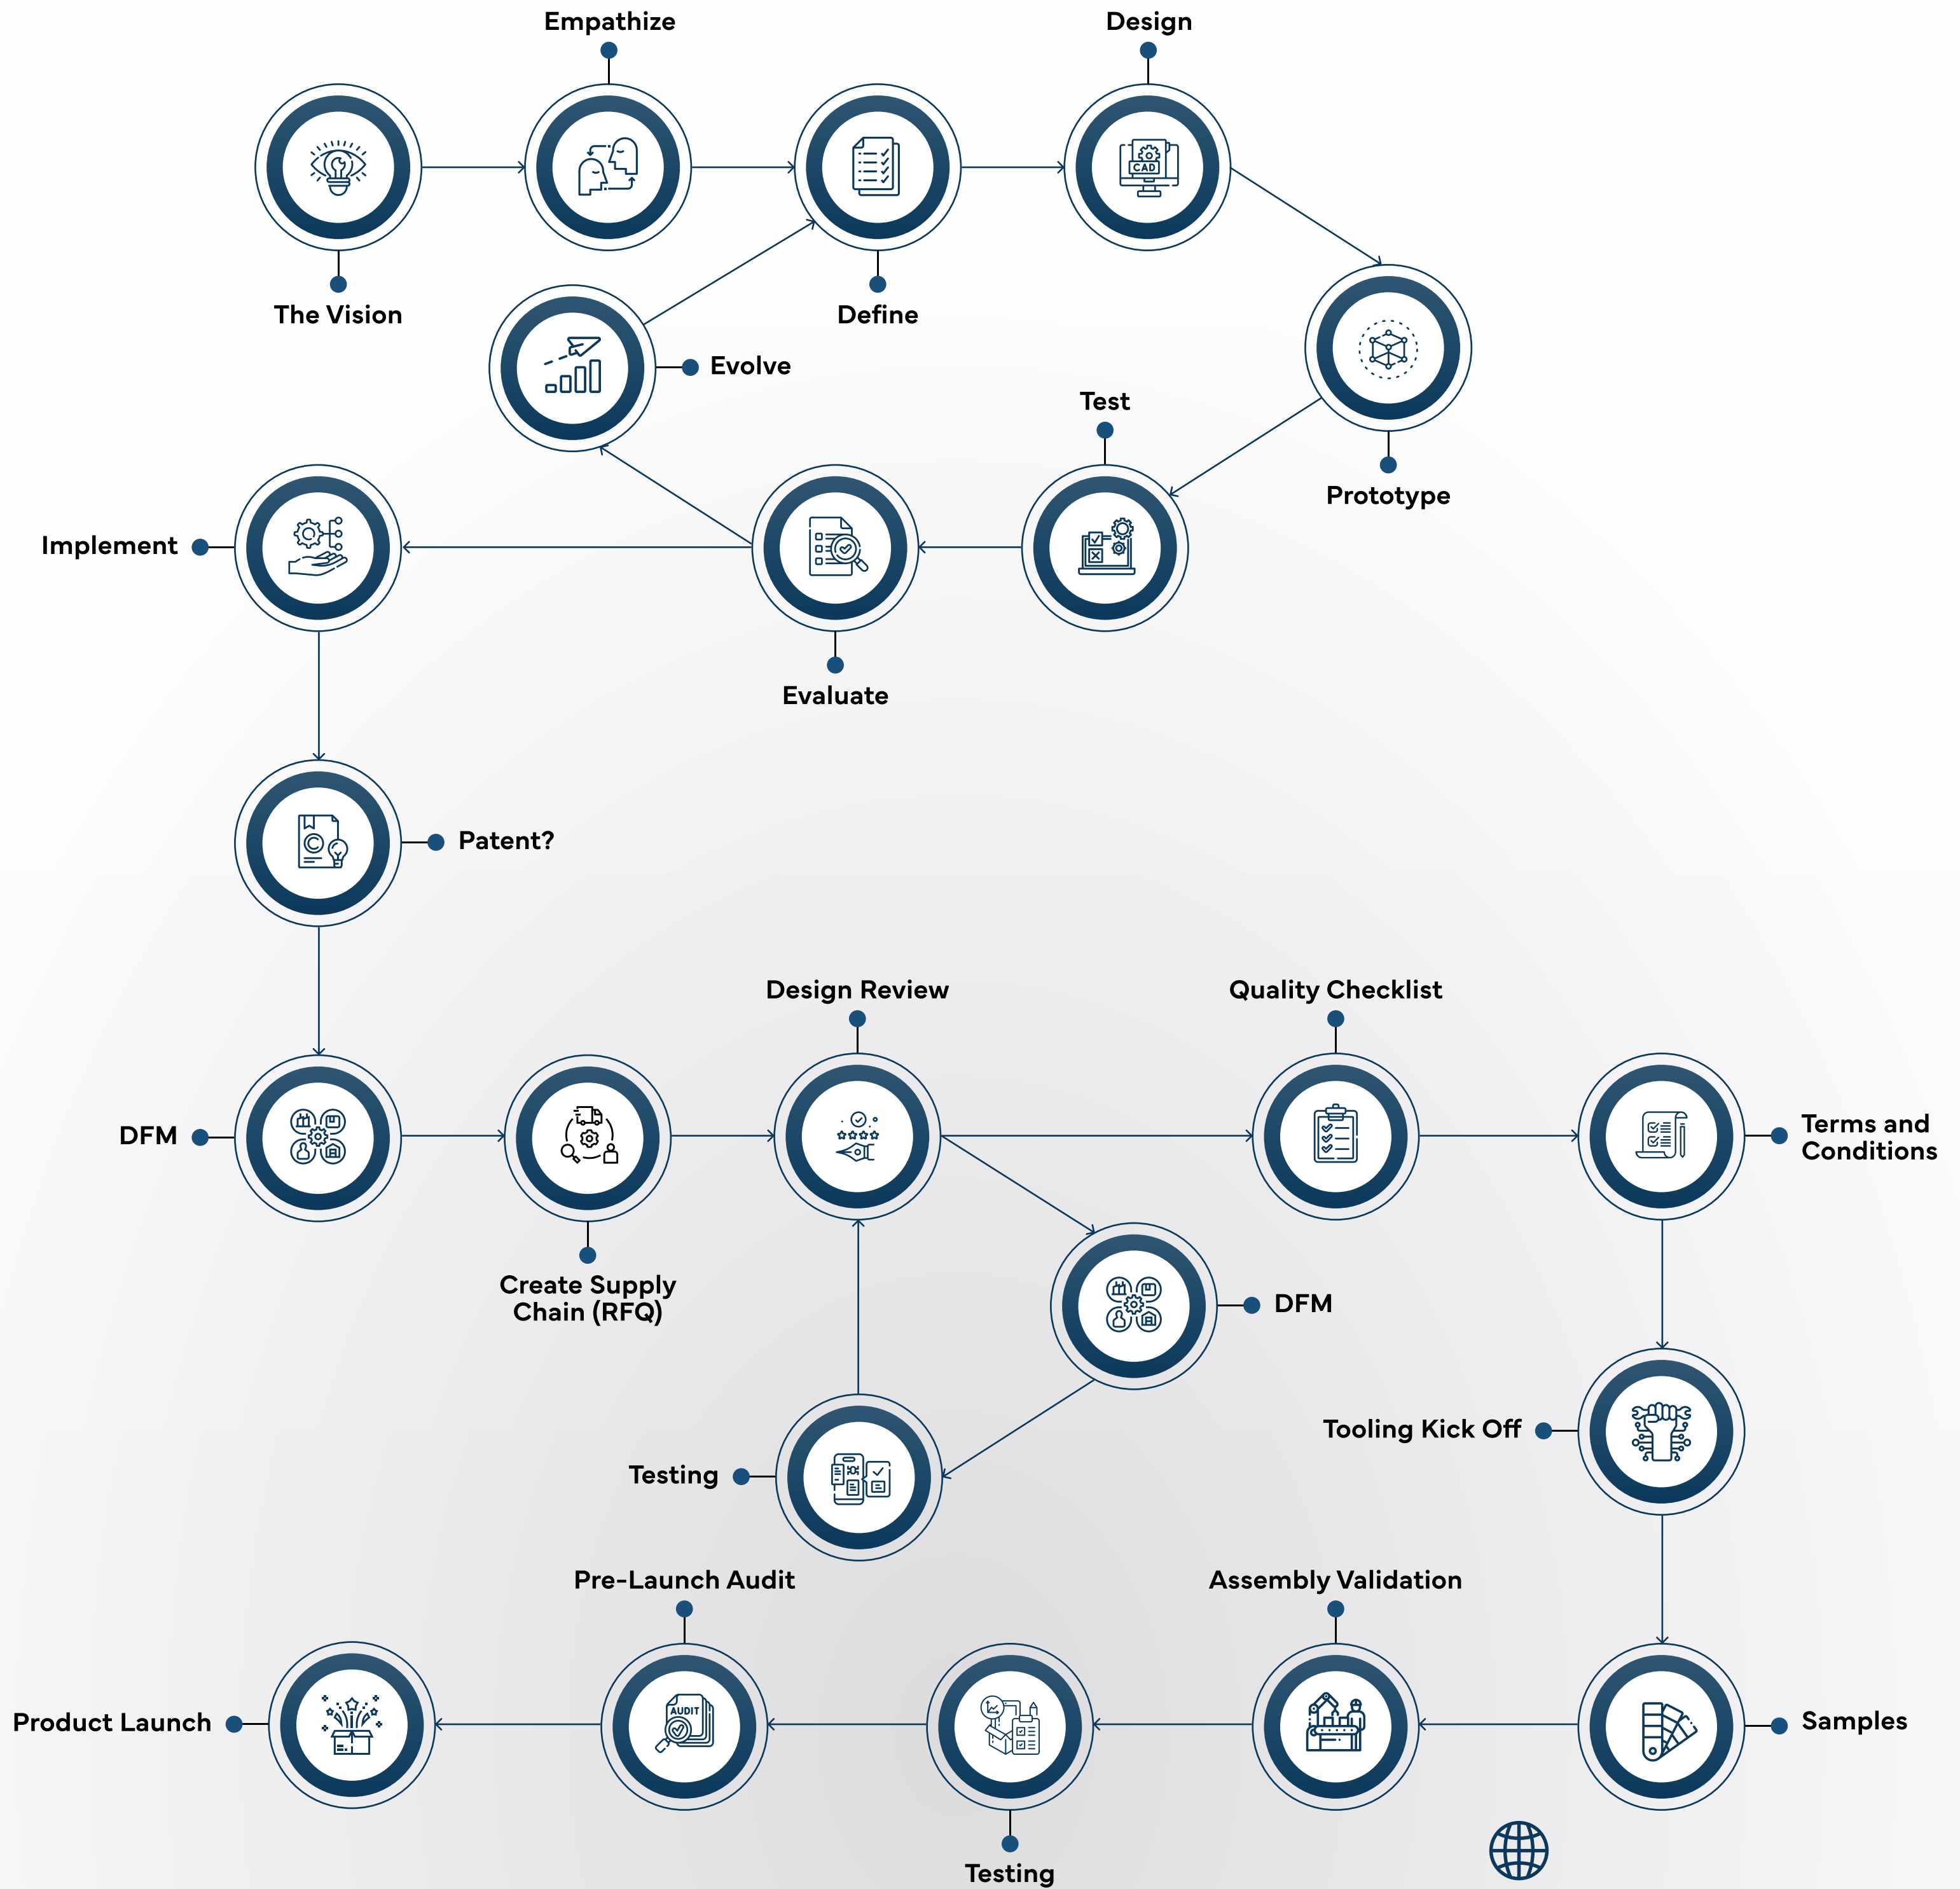 Empathize
Design
CAD
The Vision
Define
Evolve
Test
Prototype
Implement
Evaluate
Patent?
Design Review
Quality Checklist
DFM
Terms and
Conditions
Create Supply
Chain (RFQ)
DFM
Tooling Kick Off
Testing
Pre-Launch Audit
Assembly Validation
AUDIT
Product Launch
Samples
Testing